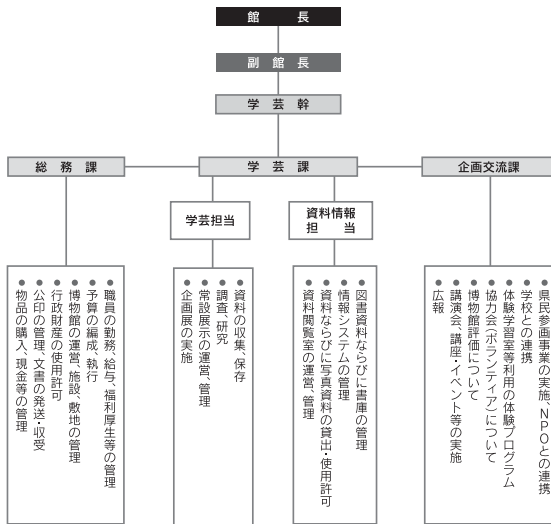 館長
副館長
学芸幹
総務課
学芸課
企画交流課
学芸担当
資料情報
担当
●職員の勤務、給与、福利厚生等の管理
●予算の編成、執行
●博物館の運営、施設、敷地の管理
●行政財産の使用許可
●公印の管理、文書の発送・収受
●物品の購入、現金等の管理
●資料の収集、保存
●調査、研究
●常設展示の運営、管理
●企画展の実施
●図書資料ならびに書庫の管理
●情報システムの管理
●資料ならびに写真資料の貸出・使用許可
●資料閲覧室の運営、管理
●県民参画事業の実施、NPOとの連携
●学校との連携
●体験学習室等利用の体験プログラム
●協力会（ボランティア）について
●博物館評価について
●講演会、講座・イベント等の実施
●広報